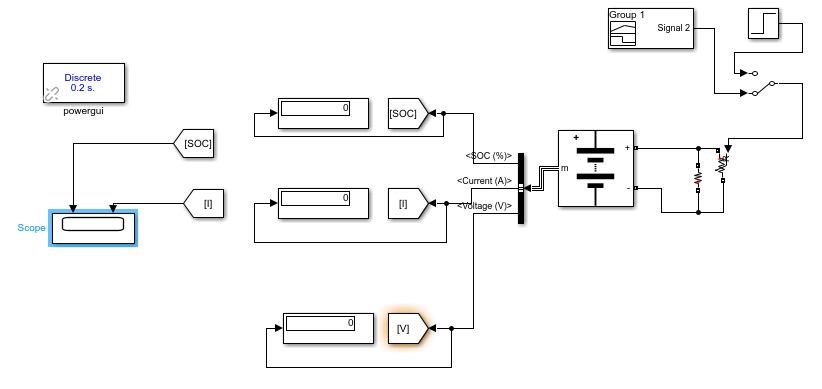 Group 1
Signal 2
Discrete
0.2 s.
powergui
0
[SOC]
[SOC]
<SOC (%)>
+
+
m
<Current (A)>
-
0
[I]
[I]
<Voltage (V)>
Scope
0
[V]